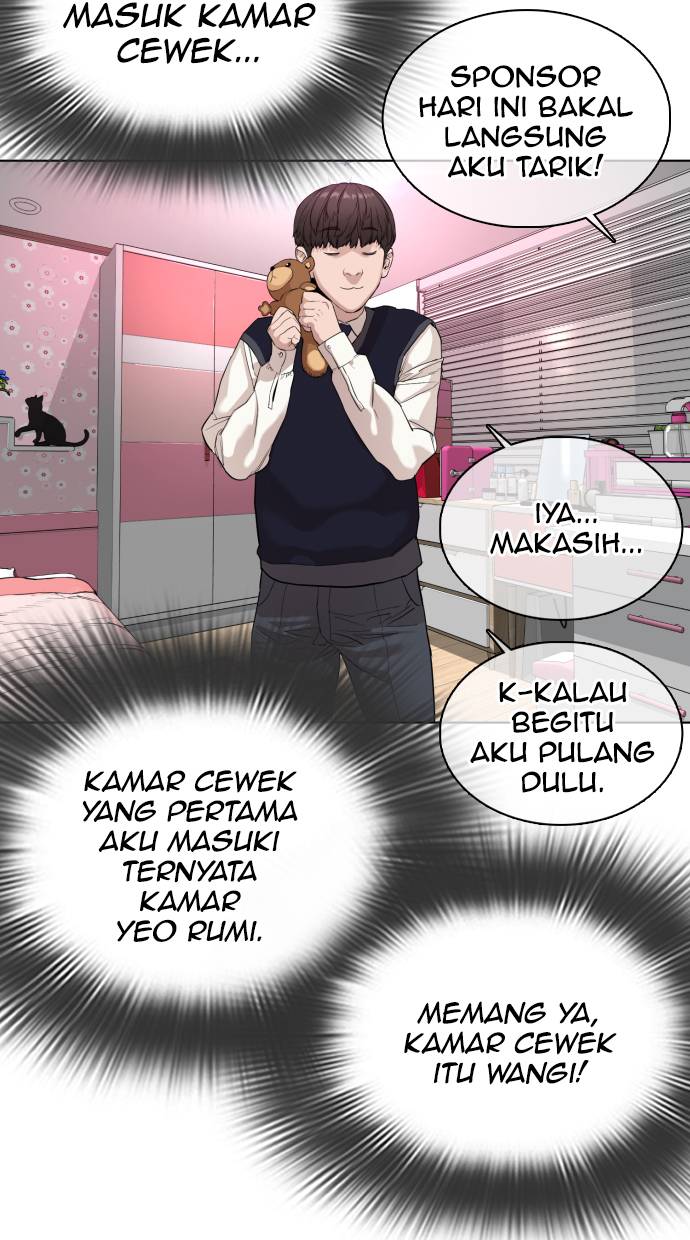 MASUK KAMAR
CEWEK...
SPONSOR
HARI INI BAKAL
LANGSUNG
AKU TARIK!
IYA...
MAKASIH...
K-KALAU
BEGITU
AKU PULANG
DULU.
KAMAR CEWEK
YANG PERTAMA
AKU MASUKI
TERNYATA
KAMAR
YEO RUMI.
MEMANG YA,
KAMAR CEWEK
ITU WANGI!